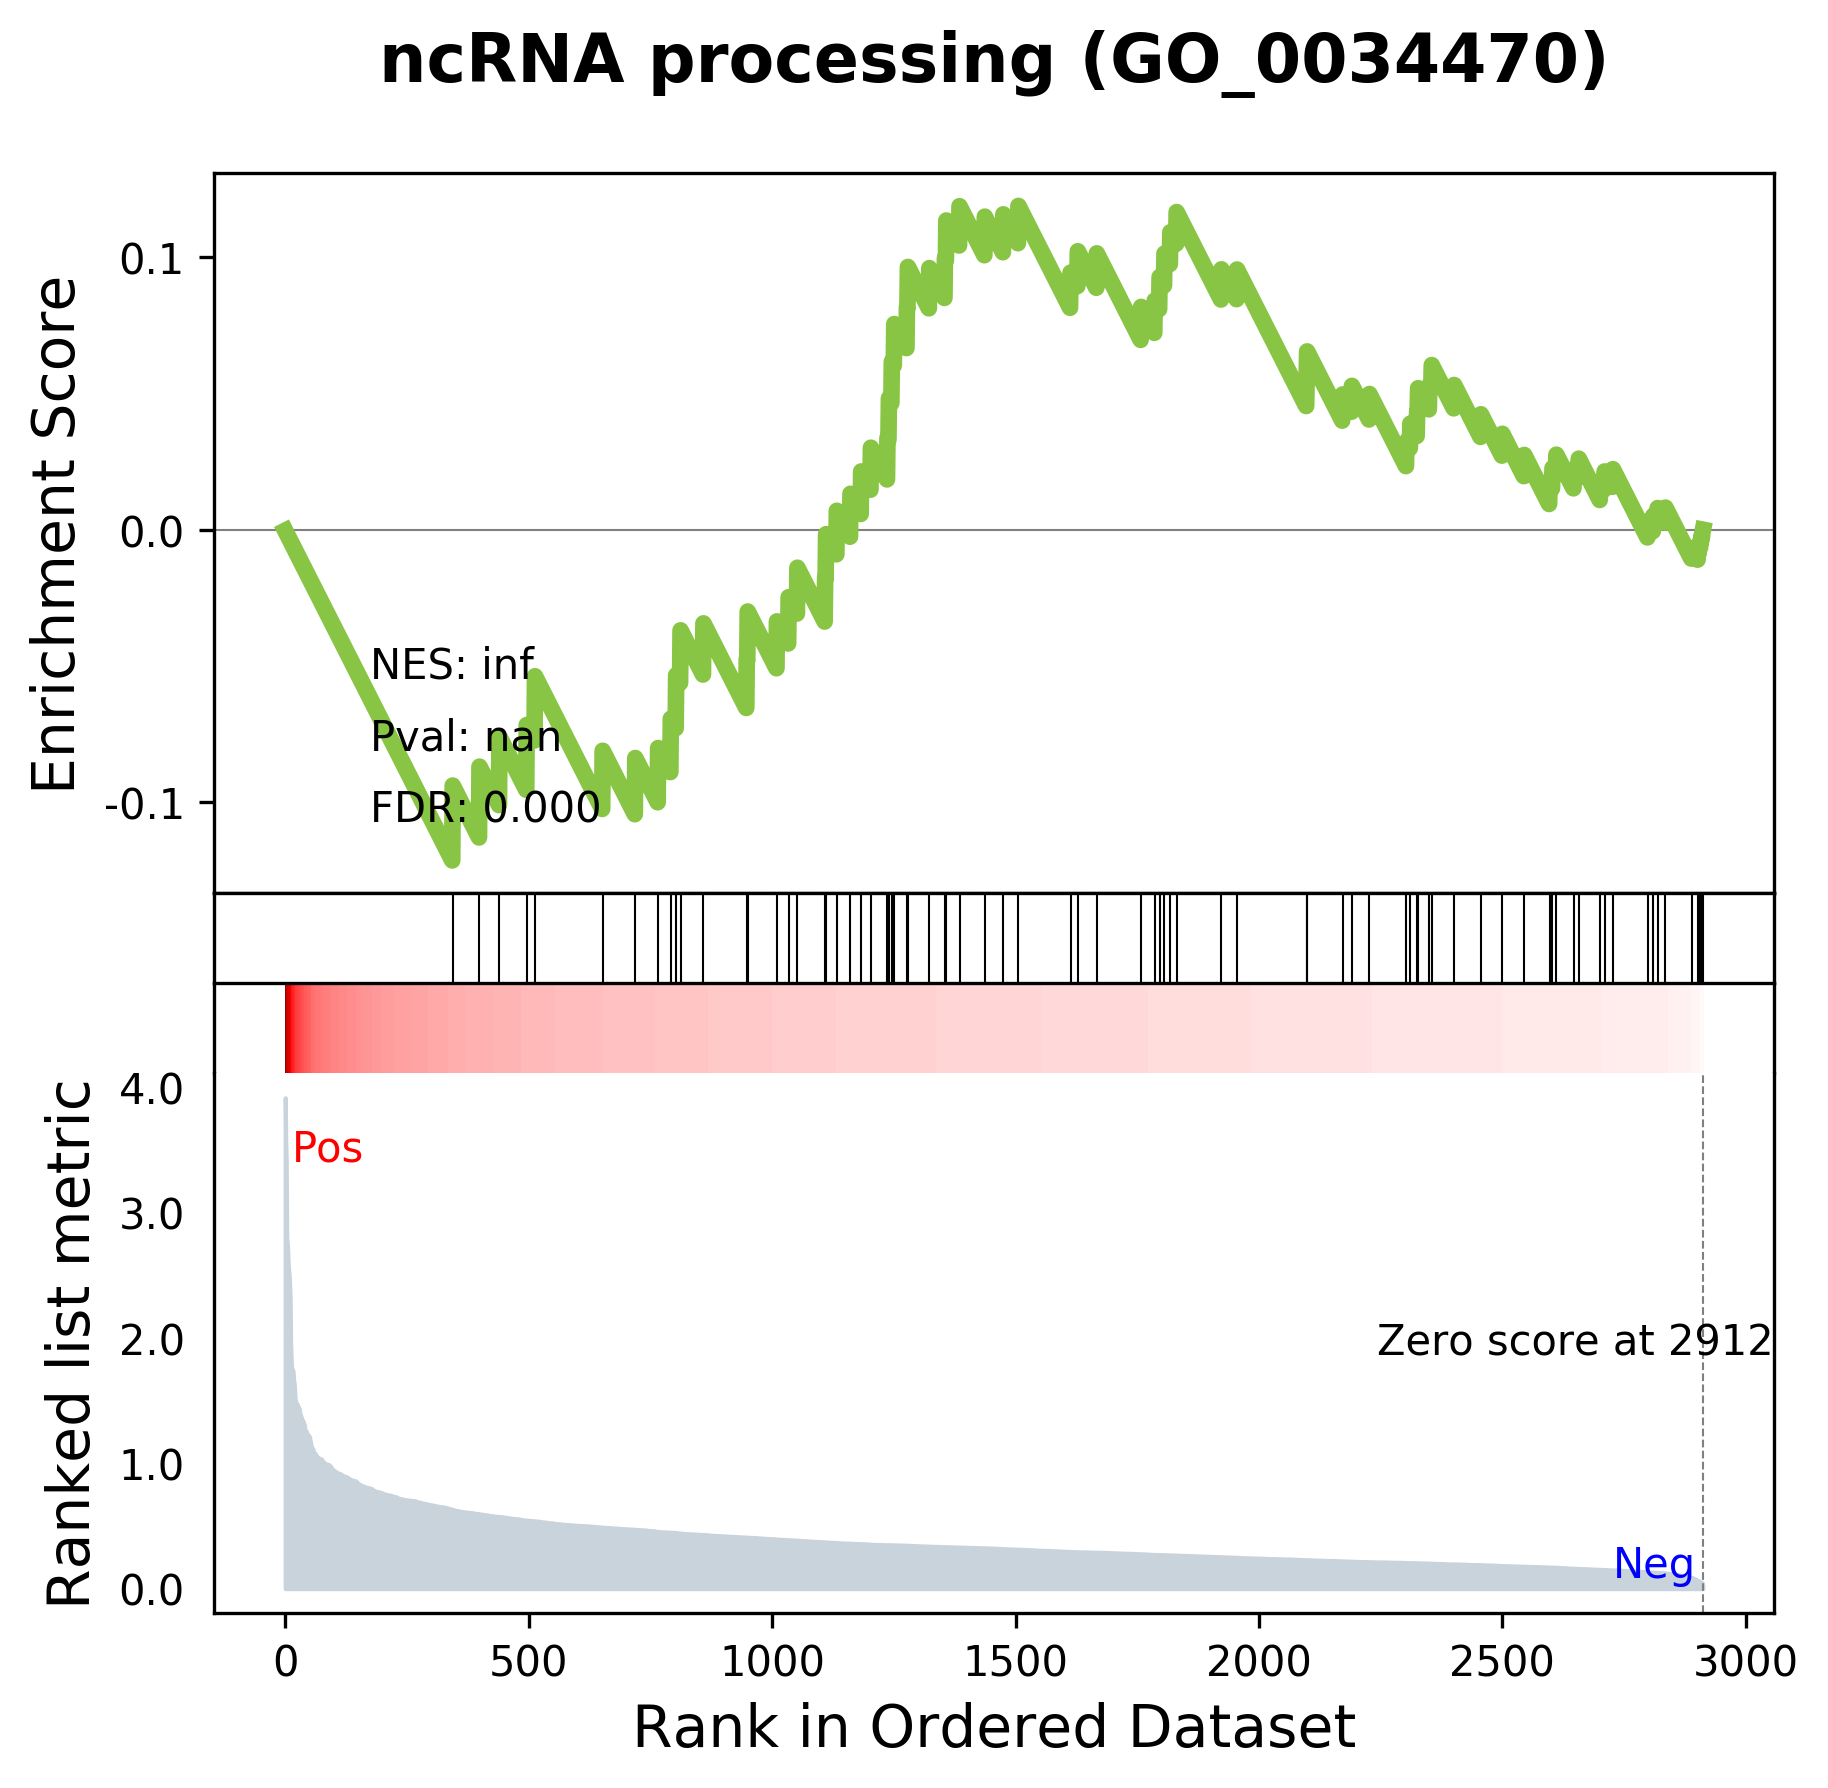 ncRNA processing (GO_0034470)
Enrichment Score
0.1
0.0
-0.1
NES: inf
Pval: nan
FDR: 0.000
Ranked list metric
4.0
3.0
2.0
1.0
0.0
Pos
Zero score at 2912
Neg
0 500 1000 1500 2000 2500 3000
Rank in Ordered Dataset